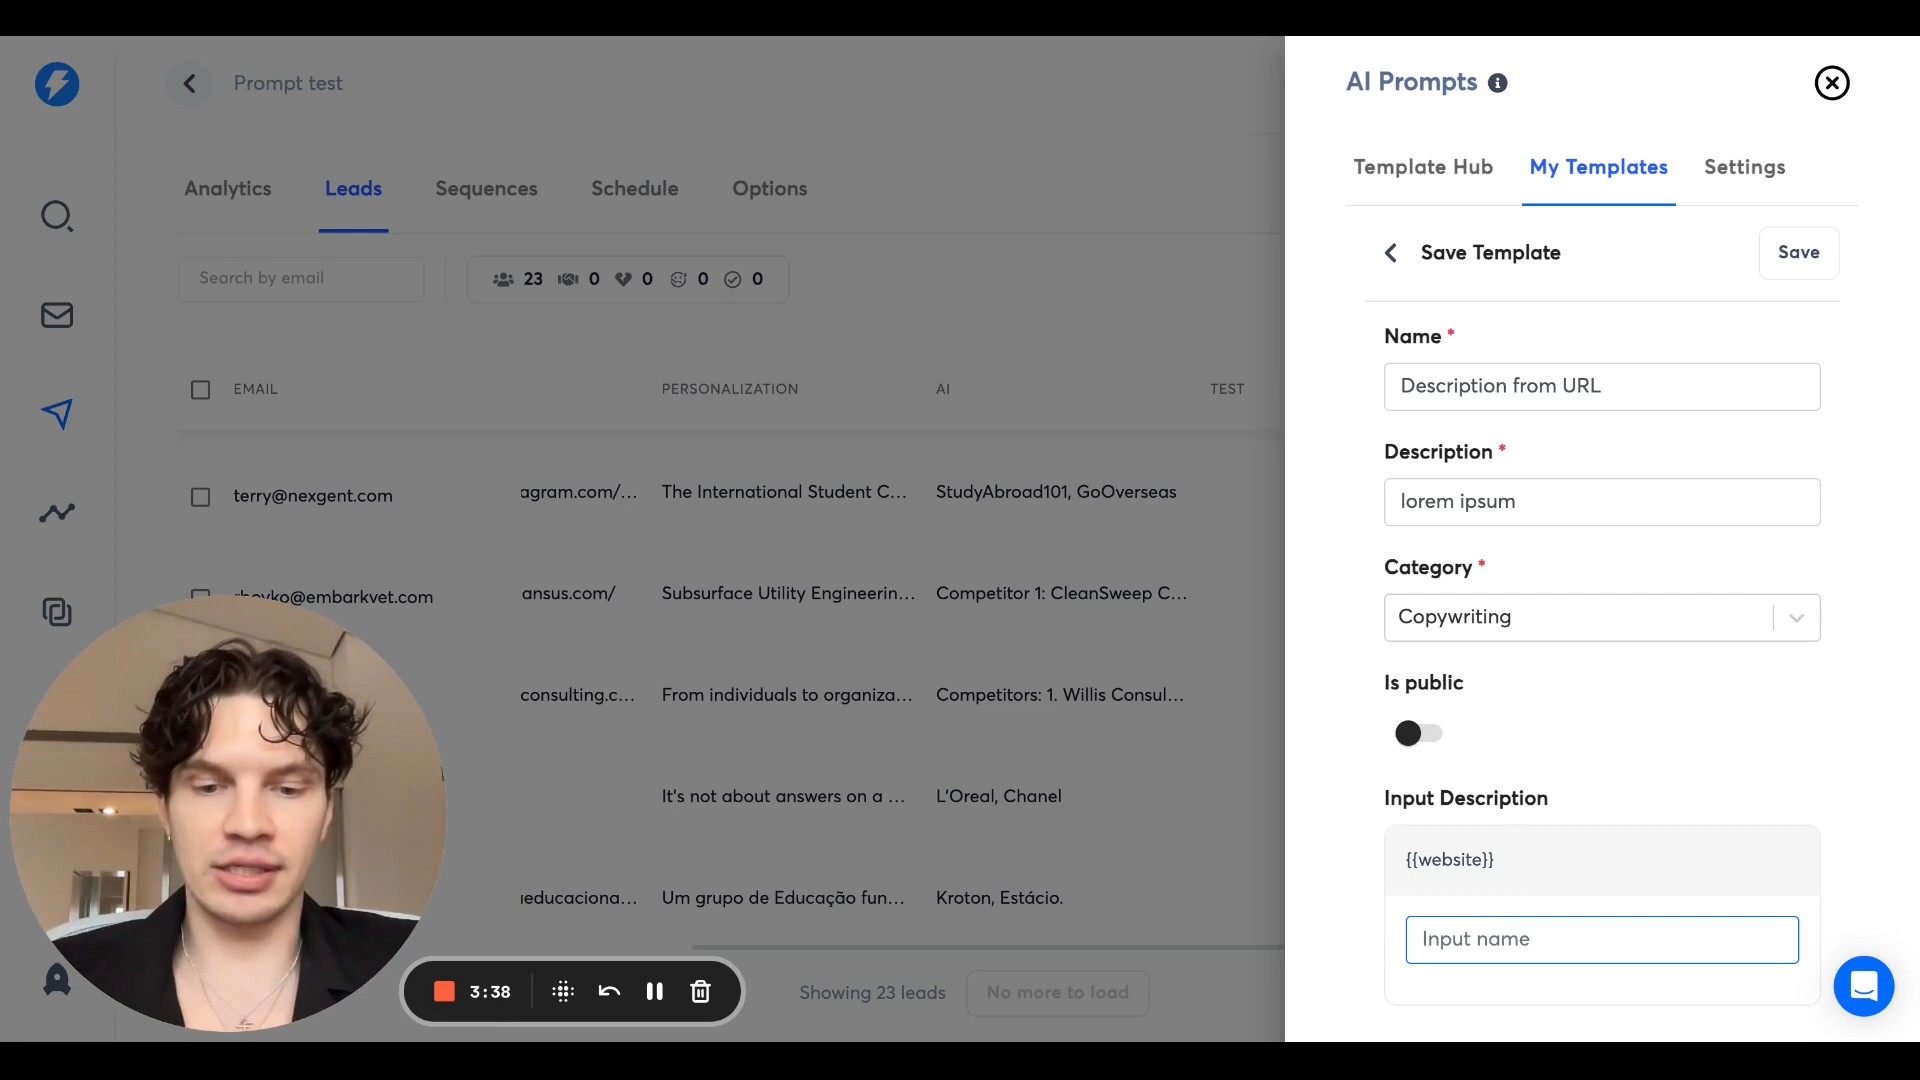 Prompt test
Analytics
Leads
Sequences
Schedule
Options
Search by email
23
0
0
0
0
EMAIL
PERSONALIZATION
AI
TEST
terry@nexgent.com
agram.com/...
The International Student C...
StudyAbroad101, GoOverseas
rboyko@embarkvet.com
ansus.com/
Subsurface Utility Engineerin...
Competitor 1: CleanSweep C...
consulting.c...
From individuals to organiza...
Competitors: 1. Willis Consul...
It's not about answers on a ...
L'Oreal, Chanel
educaciona...
Um grupo de Educação fun...
Kroton, Estácio.
3:38
Showing 23 leads
No more to load
AI Prompts
Template Hub
My Templates
Settings
Save Template
Save
Name *
Description from URL
Description *
lorem ipsum
Category *
Copywriting
Is public
Input Description
{{website}}
Input name